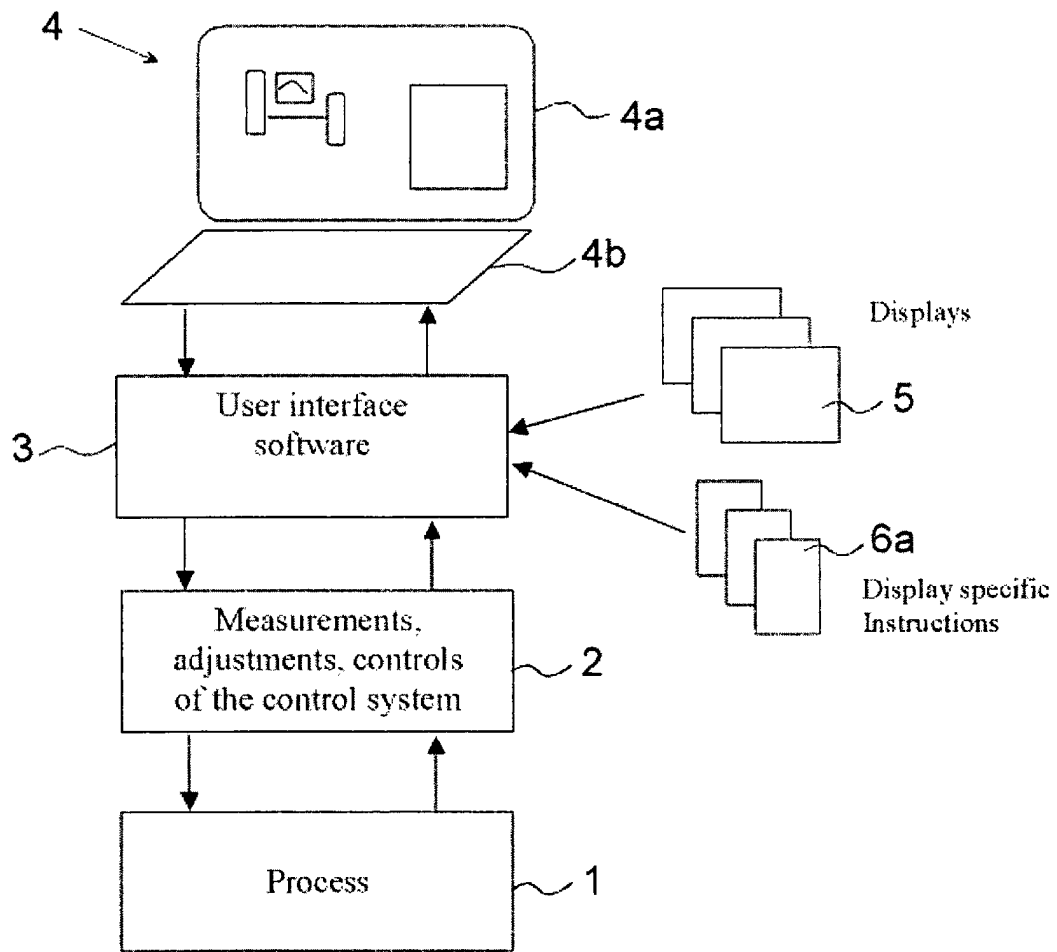 4
4a
4b
Displays
5
User interface
software
3
6a
Display specific
Instructions
Measurements,
adjustments, controls
of the control system
2
Process
1